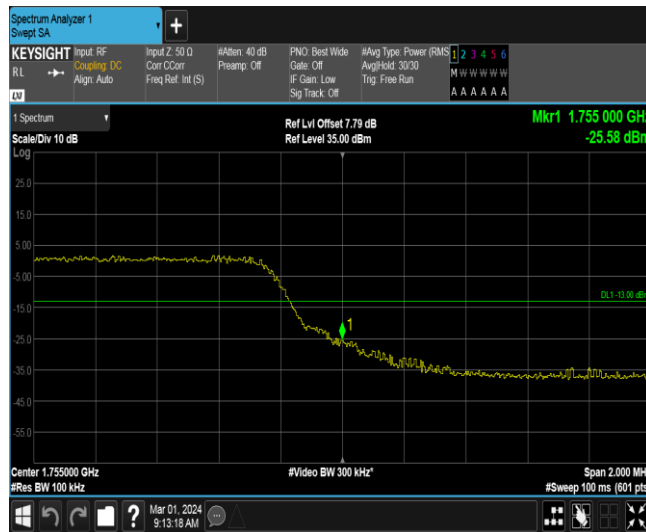 Spectrum Analyzer 1
Swept SA
+
KEYSIGHT
RL
LXI
Input: RF
Coupling: DC
Align: Auto
Input Z: 50 Ω
Corr CCorr
Freq Ref: Int (S)
#Atten: 40 dB
Preamp: Off
PNO: Best Wide
Gate: Off
IF Gain: Low
Sig Track: Off
#Avg Type: Power (RMS
Avg|Hold: 30/30
Trig: Free Run
1 2 3 4 5 6
M W W W W W
A A A A A A
1 Spectrum
Scale/Div 10 dB
Ref Lvl Offset 7.79 dB
Ref Level 35.00 dBm
Mkr1 1.755 000 GHz
-25.58 dBm
Log
25.0
15.0
5.00
-5.00
DL1 -13.00 dBm
-15.0
1
-25.0
-35.0
-45.0
-55.0
Center 1.755000 GHz
#Video BW 300 kHz*
Span 2.000 MHz
#Res BW 100 kHz
#Sweep 100 ms (601 pts)
?
Mar 01, 2024
9:13:18 AM